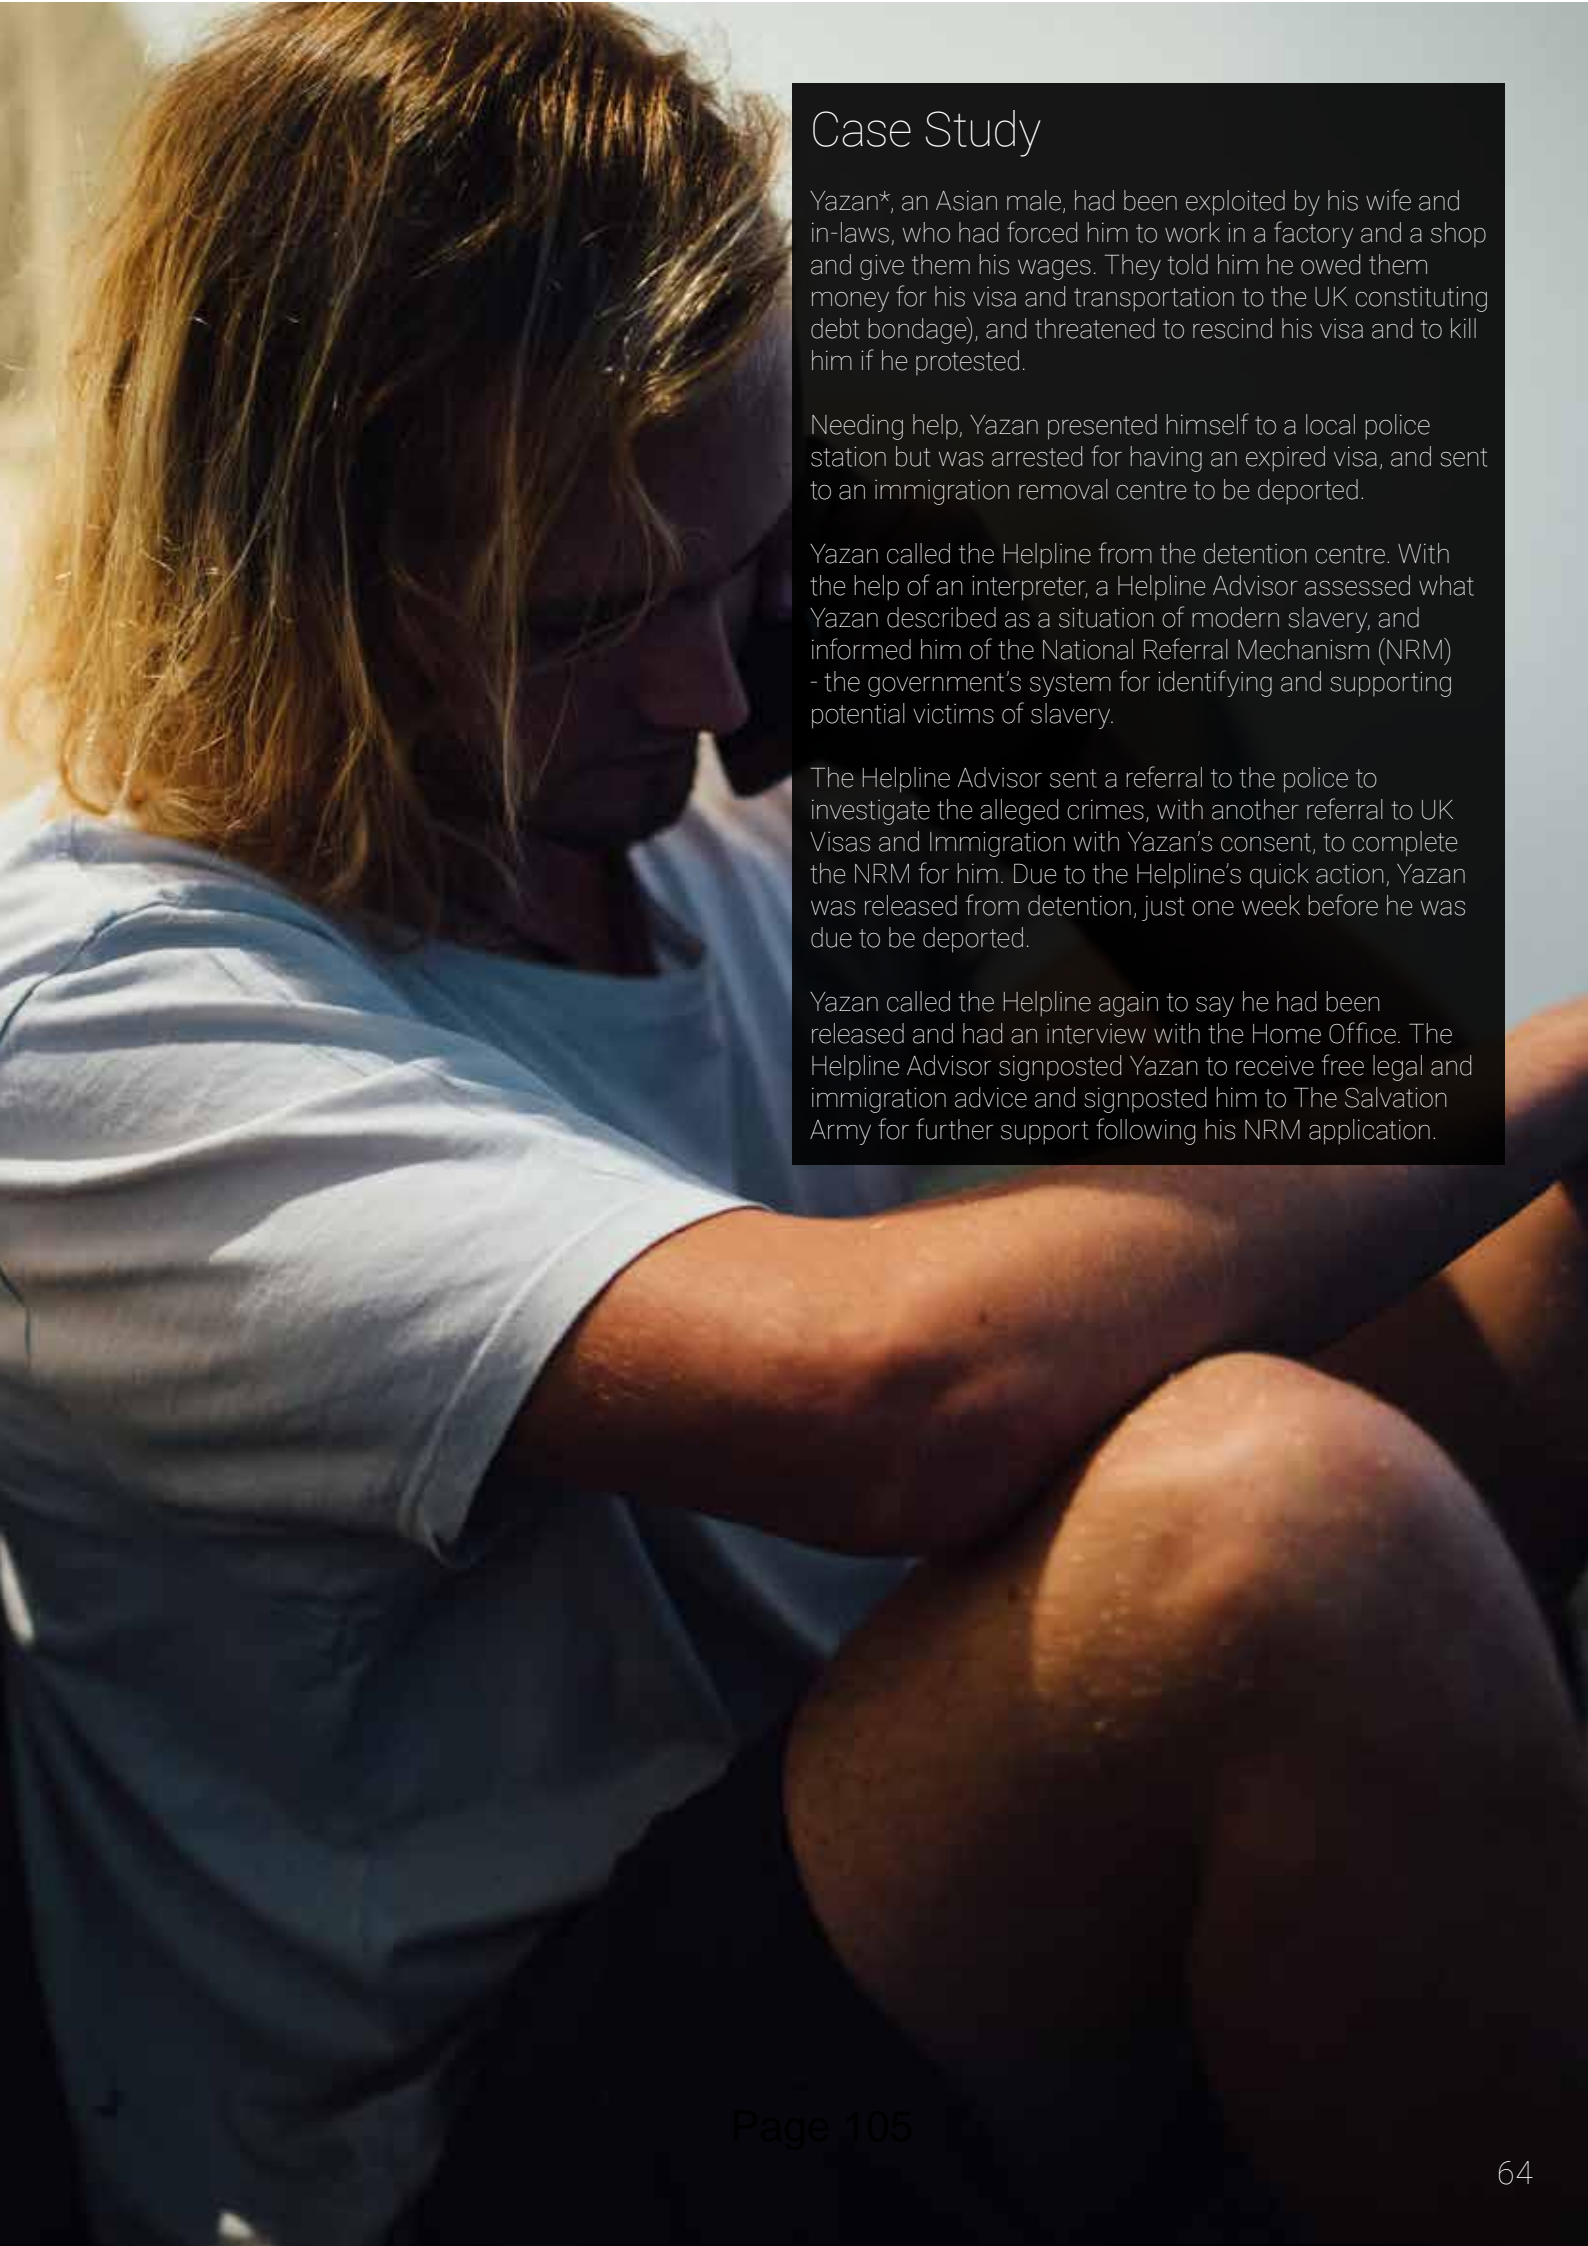 Case Study
Yazan*, an Asian male, had been exploited by his wife and
in-laws, who had forced him to work in a factory and a shop
and give them his wages. They told him he owed them
money for his visa and transportation to the UK constituting
debt bondage), and threatened to rescind his visa and to kill
him if he protested.
Needing help, Yazan presented himself to a local police
station but was arrested for having an expired visa, and sent
to an immigration removal centre to be deported.
Yazan called the Helpline from the detention centre. With
the help of an interpreter, a Helpline Advisor assessed what
Yazan described as a situation of modern slavery, and
informed him of the National Referral Mechanism (NRM)
- the government's system for identifying and supporting
potential victims of slavery.
The Helpline Advisor sent a referral to the police to
investigate the alleged crimes, with another referral to UK
Visas and Immigration with Yazan's consent, to complete
the NRM for him. Due to the Helpline's quick action, Yazan
was released from detention, just one week before he was
due to be deported.
Yazan called the Helpline again to say he had been
released and had an interview with the Home Office. The
Helpline Advisor signposted Yazan to receive free legal and
immigration advice and signposted him to The Salvation
Army for further support following his NRM application.
Page 105
64